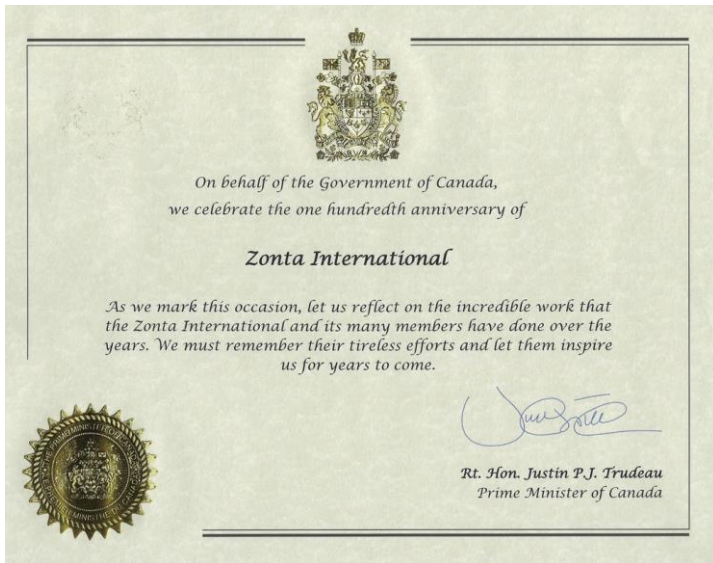 On behalf of the Government of Canada,
we celebrate the one hundredth anniversary of
Zonta International
As we mark this occasion, let us reflect on the incredible work that
the Zonta International and its many members have done over the
years. We must remember their tireless efforts and let them inspire
us for years to come.
Rt. Hon. Justin P.J. Trudeau
Prime Minister of Canada